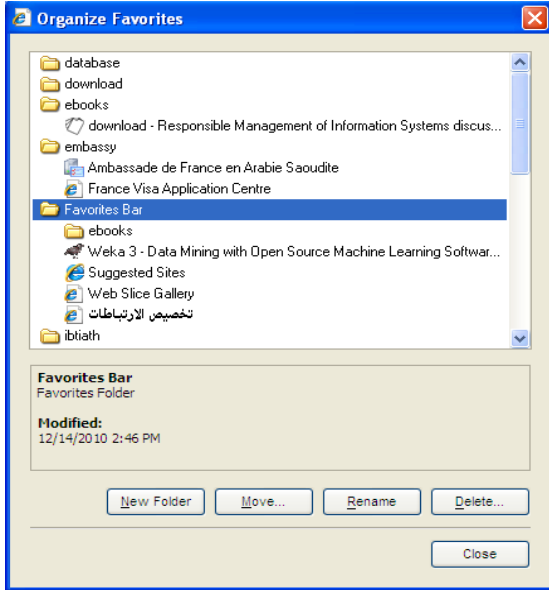 Organize Favorites
database
download
ebooks
download - Responsible Management of Information Systems discus...
embassy
Ambassade de France en Arabie Saoudite
France Visa Application Centre
Favorites Bar
ebooks
Weka 3 - Data Mining with Open Source Machine Learning Softwar...
Suggested Sites
Web Slice Gallery
تخصيص الارتباطات
ibtiath
Favorites Bar
Favorites Folder
Modified:
12/14/2010 2:46 PM
New Folder Move... Rename Delete...
Close